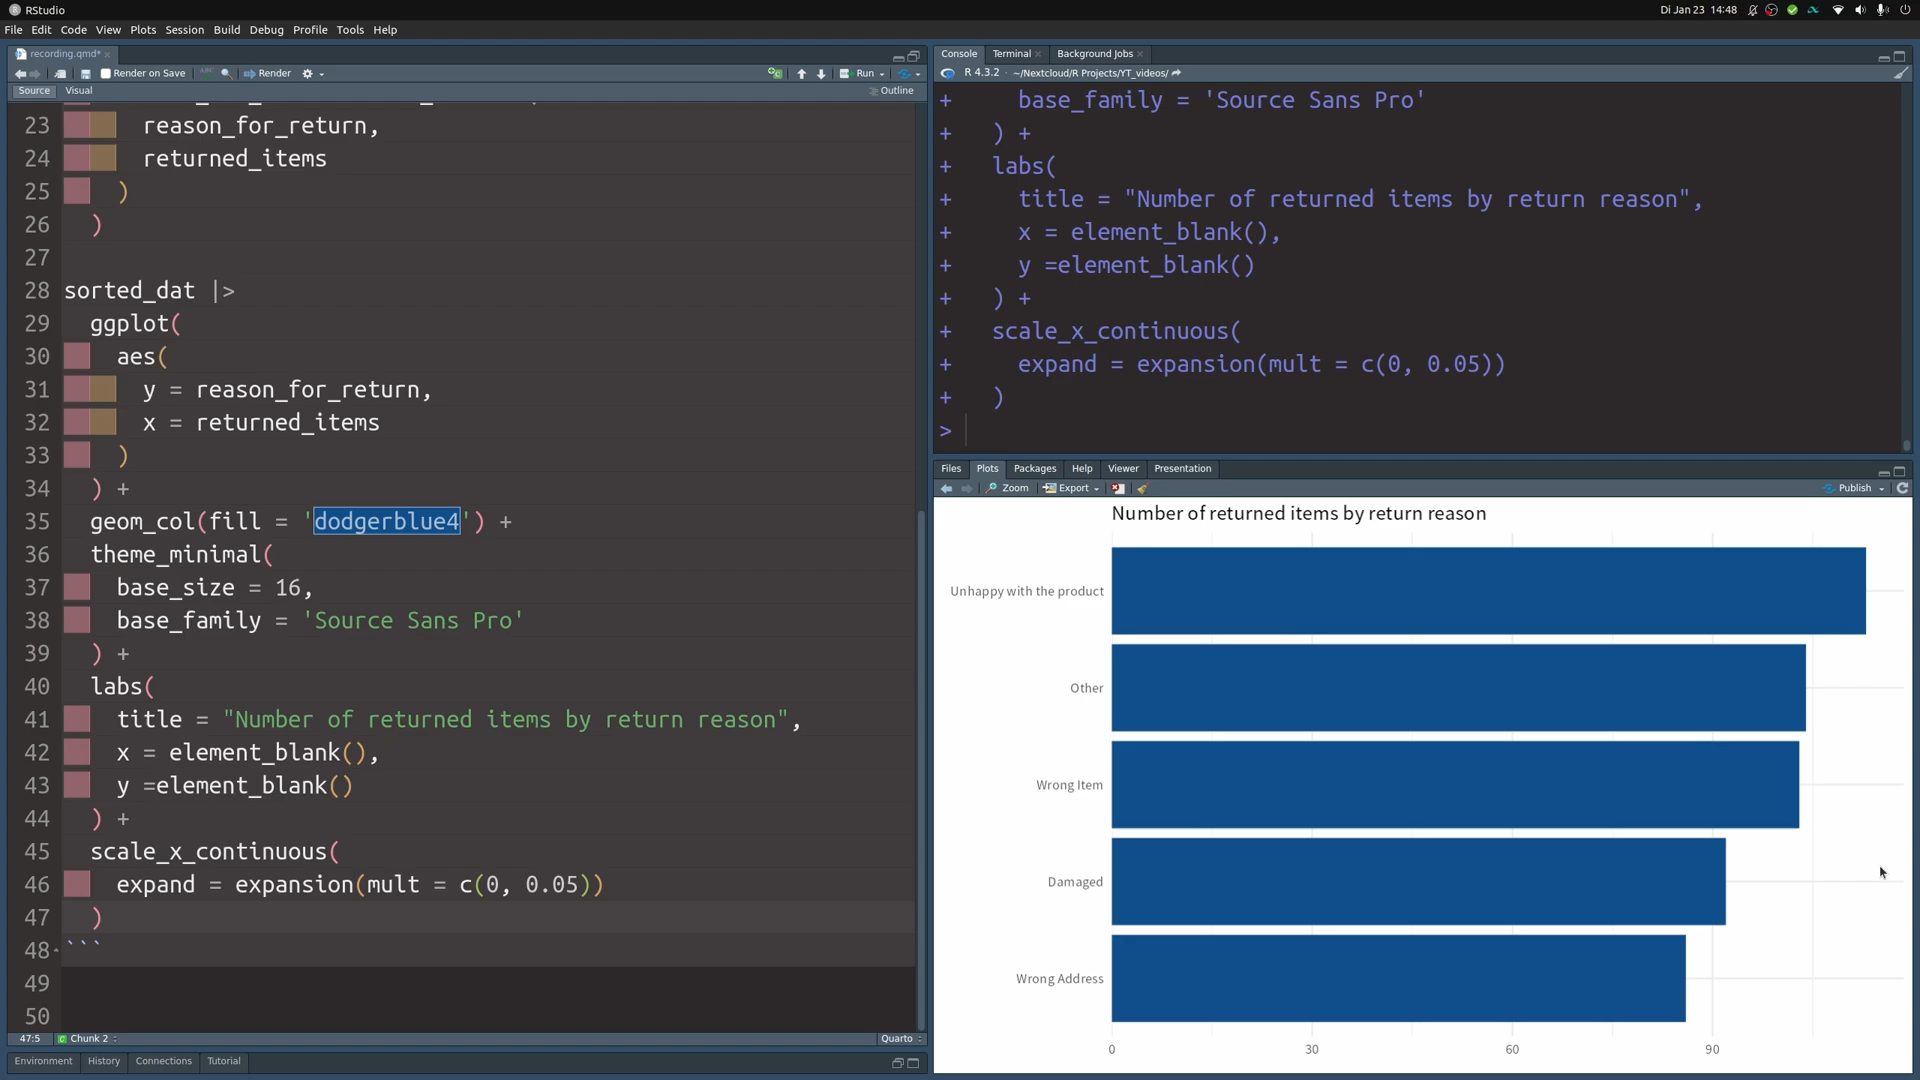 RStudio
Di Jan 23 14:48
File Edit Code View Plots Session Build Debug Profile Tools Help
recording.qmd*
Render on Save
ABC
Render
Run
Source Visual
Outline
23 reason_for_return,
24 returned_items
25 )
26 )
27
28 sorted_dat |>
29 ggplot(
30 aes(
31 y = reason_for_return,
32 x = returned_items
33 )
34 ) +
35 geom_col(fill = 'dodgerblue4') +
36 theme_minimal(
37 base_size = 16,
38 base_family = 'Source Sans Pro'
39 ) +
40 labs(
41 title = "Number of returned items by return reason",
42 x = element_blank(),
43 y =element_blank()
44 ) +
45 scale_x_continuous(
46 expand = expansion(mult = c(0, 0.05))
47 )
48 ```
49
50
47:5 Chunk 2 Quarto
Environment History Connections Tutorial
Console Terminal Background Jobs
R 4.3.2 · ~/Nextcloud/R Projects/YT_videos/
+ base_family = 'Source Sans Pro'
+ ) +
+ labs(
+ title = "Number of returned items by return reason",
+ x = element_blank(),
+ y =element_blank()
+ ) +
+ scale_x_continuous(
+ expand = expansion(mult = c(0, 0.05))
+ )
>
Files Plots Packages Help Viewer Presentation
Zoom Export Publish
Number of returned items by return reason
Unhappy with the product
Other
Wrong Item
Damaged
Wrong Address
0 30 60 90